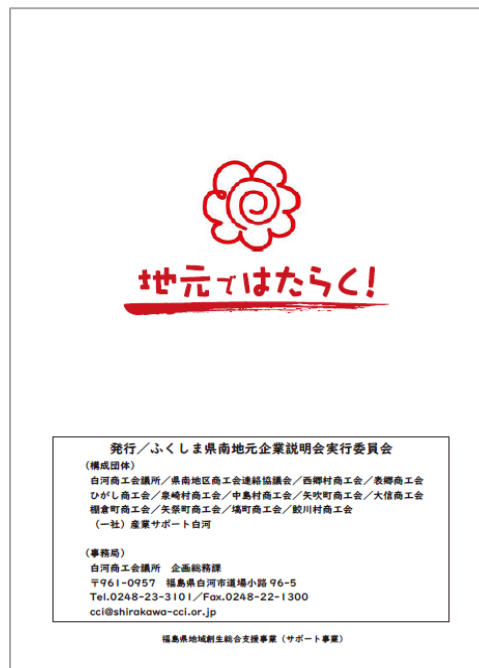 地元ではたらく!
発行／ふくしま県南地元企業説明会実行委員会
（構成団体）
白河商工会議所／県南地区商工会連絡協議会／西郷村商工会／表郷商工会
ひがし商工会／泉崎村商工会／中島村商工会／矢吹町商工会／大信商工会
棚倉町商工会／矢祭町商工会／塙町商工会／鮫川村商工会
（一社）産業サポート白河
（事務局）
白河商工会議所　企画総務課
〒961-0957　福島県白河市道場小路 96-5
Tel.0248-23-3101／Fax.0248-22-1300
cci@shirakawa-cci.or.jp
福島県地域創生総合支援事業（サポート事業）